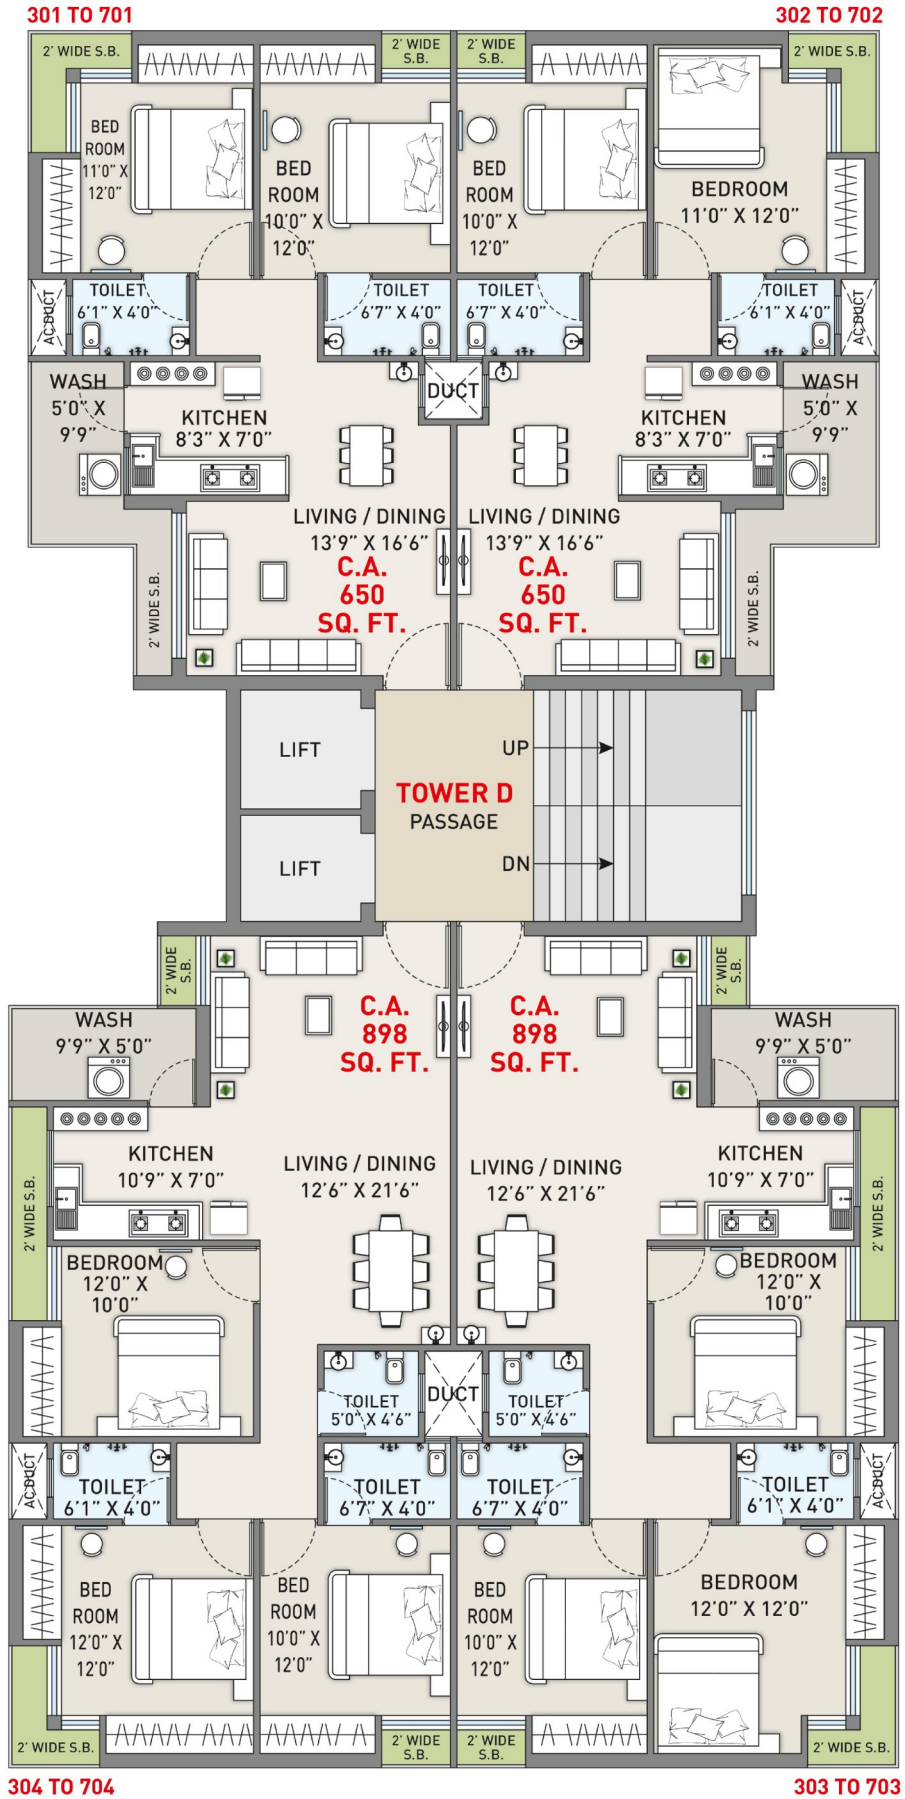 301 TO 701
302 TO 702
2' WIDE S.B.
2' WIDE
S.B.
2' WIDE
S.B.
2' WIDE S.B.
BED
ROOM
11'0” X
12'0”
BED
ROOM
10'0” X
12'0”
BED
ROOM
10'0” X
12'0”
BEDROOM
11'0” X 12'0”
AC DUCT
TOILET
6'1” X 4'0”
TOILET
6'7” X 4'0”
TOILET
6'7” X 4'0”
TOILET
6'1” X 4'0”
AC DUCT
WASH
5'0” X
9'9”
KITCHEN
8'3” X 7'0”
DUCT
KITCHEN
8'3” X 7'0”
WASH
5'0” X
9'9”
LIVING / DINING
13'9” X 16'6”
C.A.
650
SQ. FT.
LIVING / DINING
13'9” X 16'6”
C.A.
650
SQ. FT.
2' WIDE S.B.
2' WIDE S.B.
LIFT
UP
TOWER D
PASSAGE
LIFT
DN
2' WIDE
S.B.
2' WIDE
S.B.
C.A.
898
SQ. FT.
C.A.
898
SQ. FT.
WASH
9'9” X 5'0”
WASH
9'9” X 5'0”
KITCHEN
10'9” X 7'0”
LIVING / DINING
12'6” X 21'6”
LIVING / DINING
12'6” X 21'6”
KITCHEN
10'9” X 7'0”
2' WIDE S.B.
2' WIDE S.B.
BEDROOM
12'0” X
10'0”
BEDROOM
12'0” X
10'0”
TOILET
5'0” X 4'6”
DUCT
TOILET
5'0” X 4'6”
AC DUCT
TOILET
6'1” X 4'0”
TOILET
6'7” X 4'0”
TOILET
6'7” X 4'0”
TOILET
6'1” X 4'0”
AC DUCT
BED
ROOM
12'0” X
12'0”
BED
ROOM
10'0” X
12'0”
BED
ROOM
10'0” X
12'0”
BEDROOM
12'0” X 12'0”
2' WIDE S.B.
2' WIDE
S.B.
2' WIDE
S.B.
2' WIDE S.B.
304 TO 704
303 TO 703